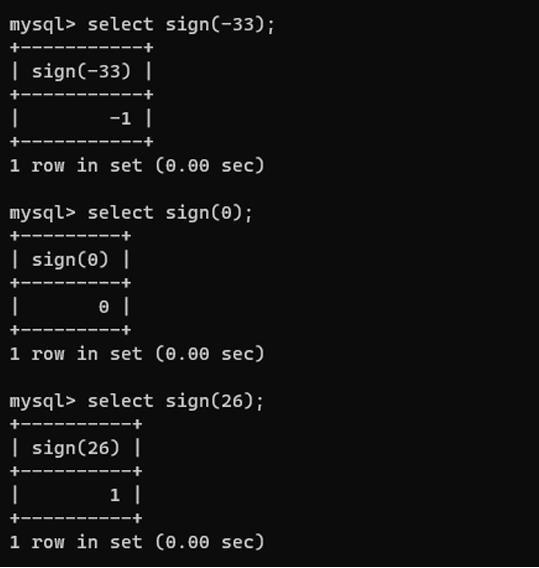 mysql> select sign(-33);
+-----------+
| sign(-33) |
+-----------+
|        -1 |
+-----------+
1 row in set (0.00 sec)

mysql> select sign(0);
+---------+
| sign(0) |
+---------+
|       0 |
+---------+
1 row in set (0.00 sec)

mysql> select sign(26);
+----------+
| sign(26) |
+----------+
|        1 |
+----------+
1 row in set (0.00 sec)